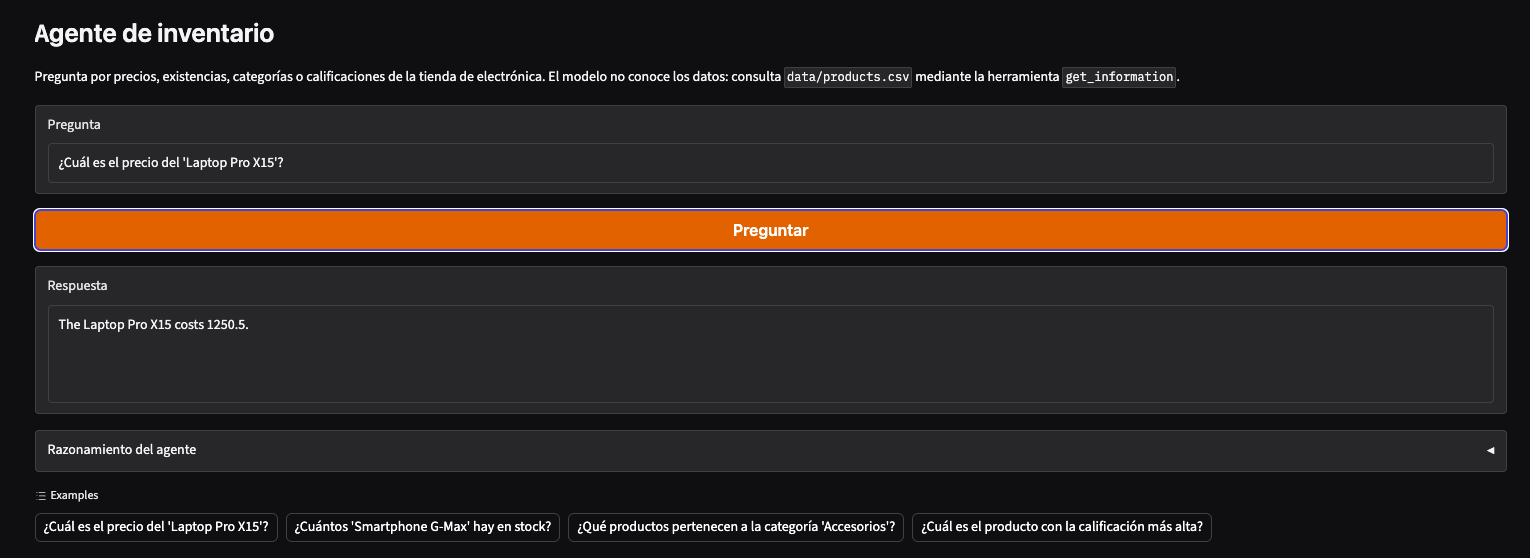 Agente de inventario
Pregunta por precios, existencias, categorías o calificaciones de la tienda de electrónica. El modelo no conoce los datos: consulta data/products.csv mediante la herramienta get_information.
Pregunta
¿Cuál es el precio del 'Laptop Pro X15'?
Preguntar
Respuesta
The Laptop Pro X15 costs 1250.5.
Razonamiento del agente
Examples
¿Cuál es el precio del 'Laptop Pro X15'? ¿Cuántos 'Smartphone G-Max' hay en stock? ¿Qué productos pertenecen a la categoría 'Accesorios'? ¿Cuál es el producto con la calificación más alta?